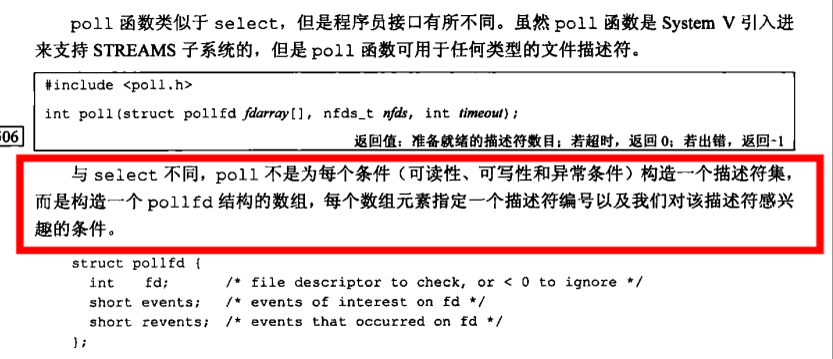 poll 函数类似于 select，但是程序员接口有所不同。虽然 poll 函数是 System V 引入进
来支持 STREAMS 子系统的，但是 poll 函数可用于任何类型的文件描述符。
#include <poll.h>
int poll(struct pollfd fdarray[], nfds_t nfds, int timeout);
返回值：准备就绪的描述符数目；若超时，返回 0；若出错，返回-1
506
与 select 不同，poll 不是为每个条件（可读性、可写性和异常条件）构造一个描述符集，
而是构造一个 pollfd 结构的数组，每个数组元素指定一个描述符编号以及我们对该描述符感兴
趣的条件。
struct pollfd {
int fd; /* file descriptor to check, or < 0 to ignore */
short events; /* events of interest on fd */
short revents; /* events that occurred on fd */
};